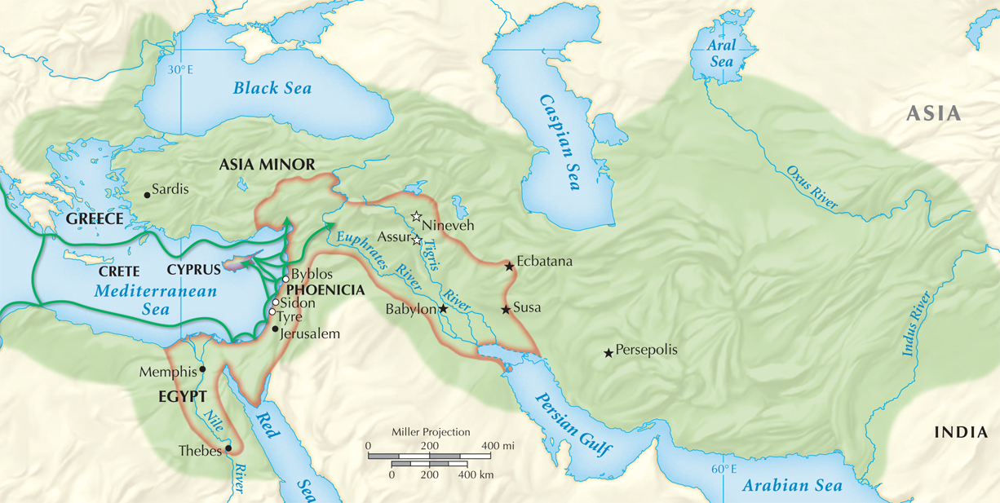 Aral
Sea
30°E
Black Sea
ASIA
Caspian Sea
ASIA MINOR
Oxus River
Sardis
GREECE
Nineveh
Assur
Euphrates
River
Tigris
River
Ecbatana
CRETE
CYPRUS
Byblos
PHOENICIA
Mediterranean
Sea
Sidon
Tyre
Babylon
Susa
Jerusalem
Indus River
Persepolis
Memphis
EGYPT
Nile
River
Red
Sea
Persian Gulf
INDIA
Miller Projection
0 200 400 mi
0 200 400 km
Thebes
60°E
Arabian Sea